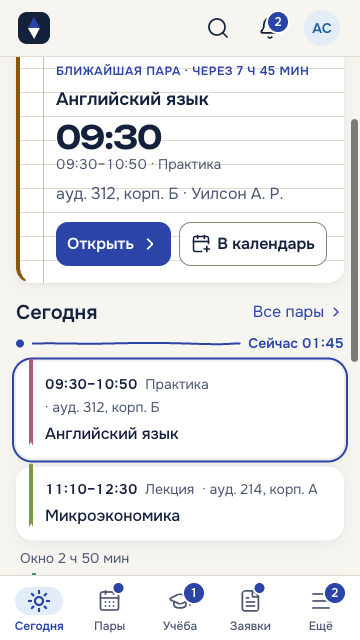 2
АС
БЛИЖАЙШАЯ ПАРА · ЧЕРЕЗ 7 Ч 45 МИН
Английский язык
09:30
09:30–10:50 · Практика
ауд. 312, корп. Б · Уилсон А. Р.
Открыть
В календарь
Сегодня
Все пары
Сейчас 01:45
09:30–10:50 Практика
· ауд. 312, корп. Б
Английский язык
11:10–12:30 Лекция · ауд. 214, корп. А
Микроэкономика
Окно 2 ч 50 мин
1
2
Сегодня
Пары
Учёба
Заявки
Ещё